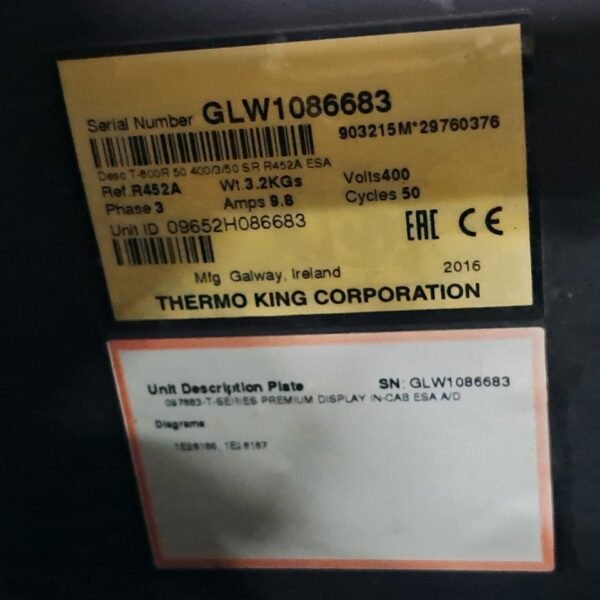 Serial Number GLW1086683
903215M*29760376
Desc T-800R 50 400/3/50 SR R452A ESA
Ref.R452A Wt.3.2KGs Volts400
Phase 3 Amps 9.8 Cycles 50
Unit ID 09652H086683
EAC CE
Mfg Galway, Ireland 2016
THERMO KING CORPORATION
Unit Description Plate SN: GLW1086683
T-SERIES PREMIUM DISPLAY IN-CAB ESA A/D
Diagrams